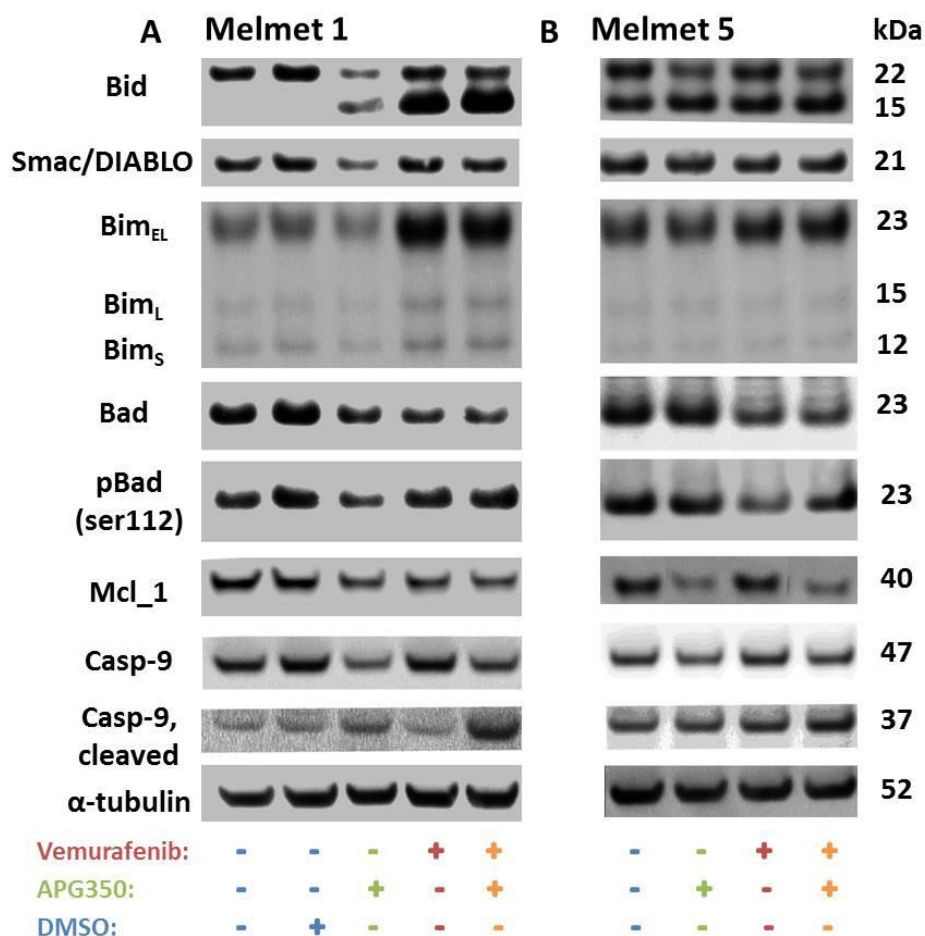 A Melmet 1 B Melmet 5 kDa
Bid 22
15
Smac/DIABLO 21
BimEL 23
BimL 15
BimS 12
Bad 23
pBad
(ser112) 23
Mcl_1 40
Casp-9 47
Casp-9,
cleaved 37
α-tubulin 52
Vemurafenib: - - - + + - - + +
APG350: - - + - + - + - +
DMSO: - + - - - - - - -